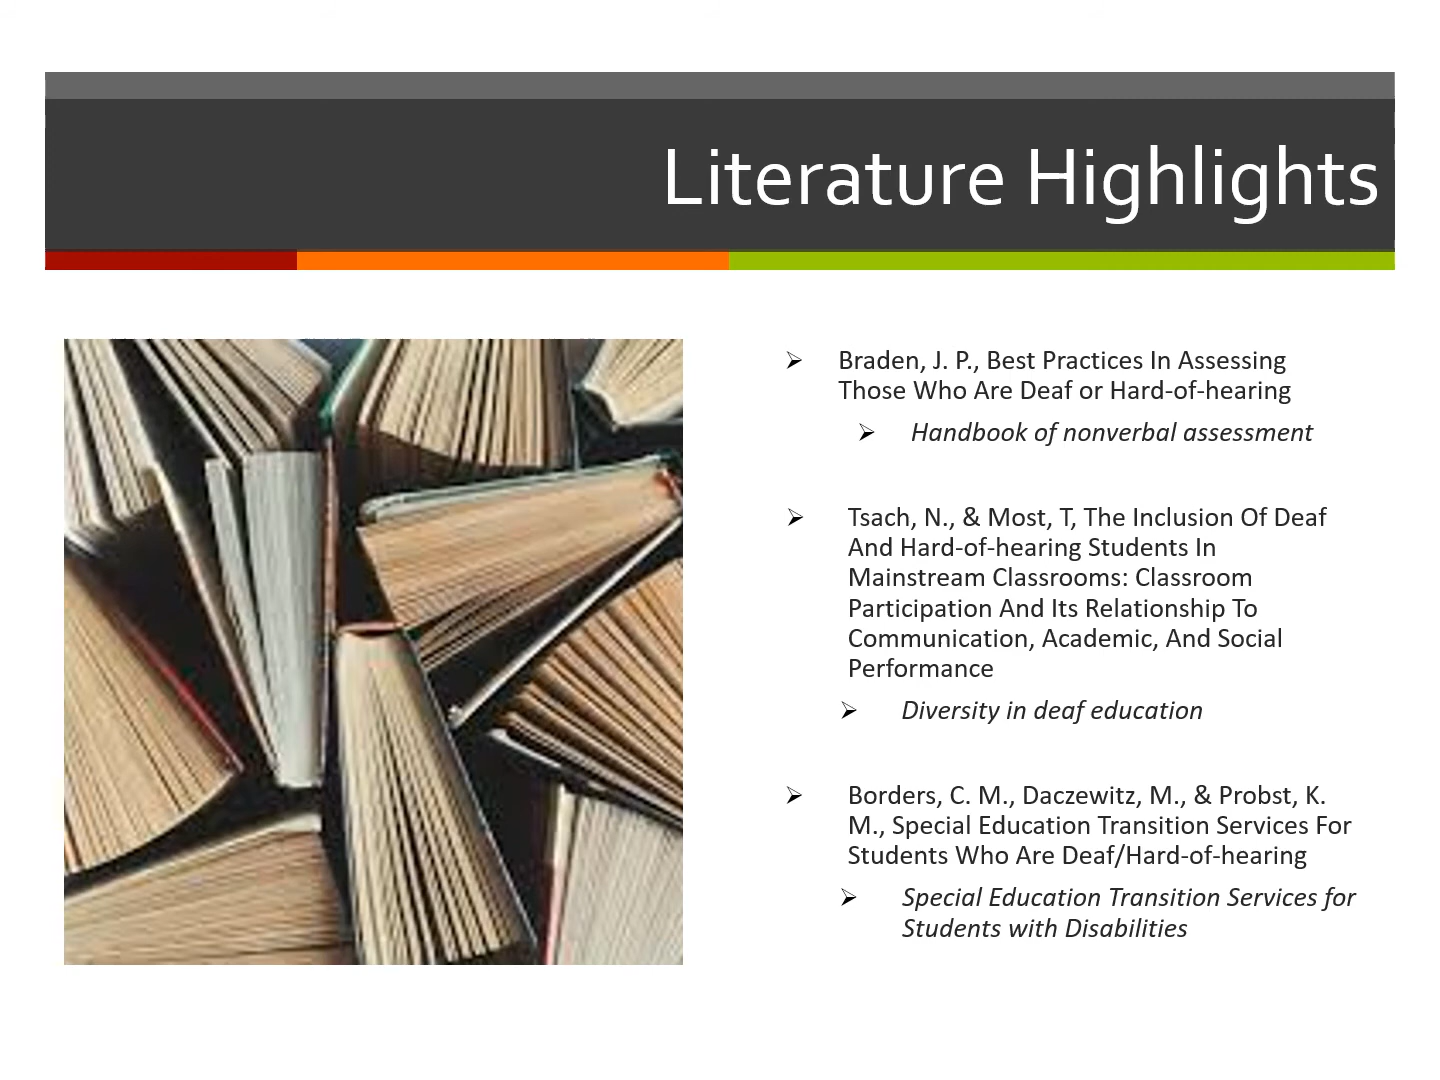 Literature Highlights
Braden, J. P., Best Practices In Assessing
Those Who Are Deaf or Hard-of-hearing
Handbook of nonverbal assessment
Tsach, N., & Most, T, The Inclusion Of Deaf
And Hard-of-hearing Students In
Mainstream Classrooms: Classroom
Participation And Its Relationship To
Communication, Academic, And Social
Performance
Diversity in deaf education
Borders, C. M., Daczewitz, M., & Probst, K.
M., Special Education Transition Services For
Students Who Are Deaf/Hard-of-hearing
Special Education Transition Services for
Students with Disabilities